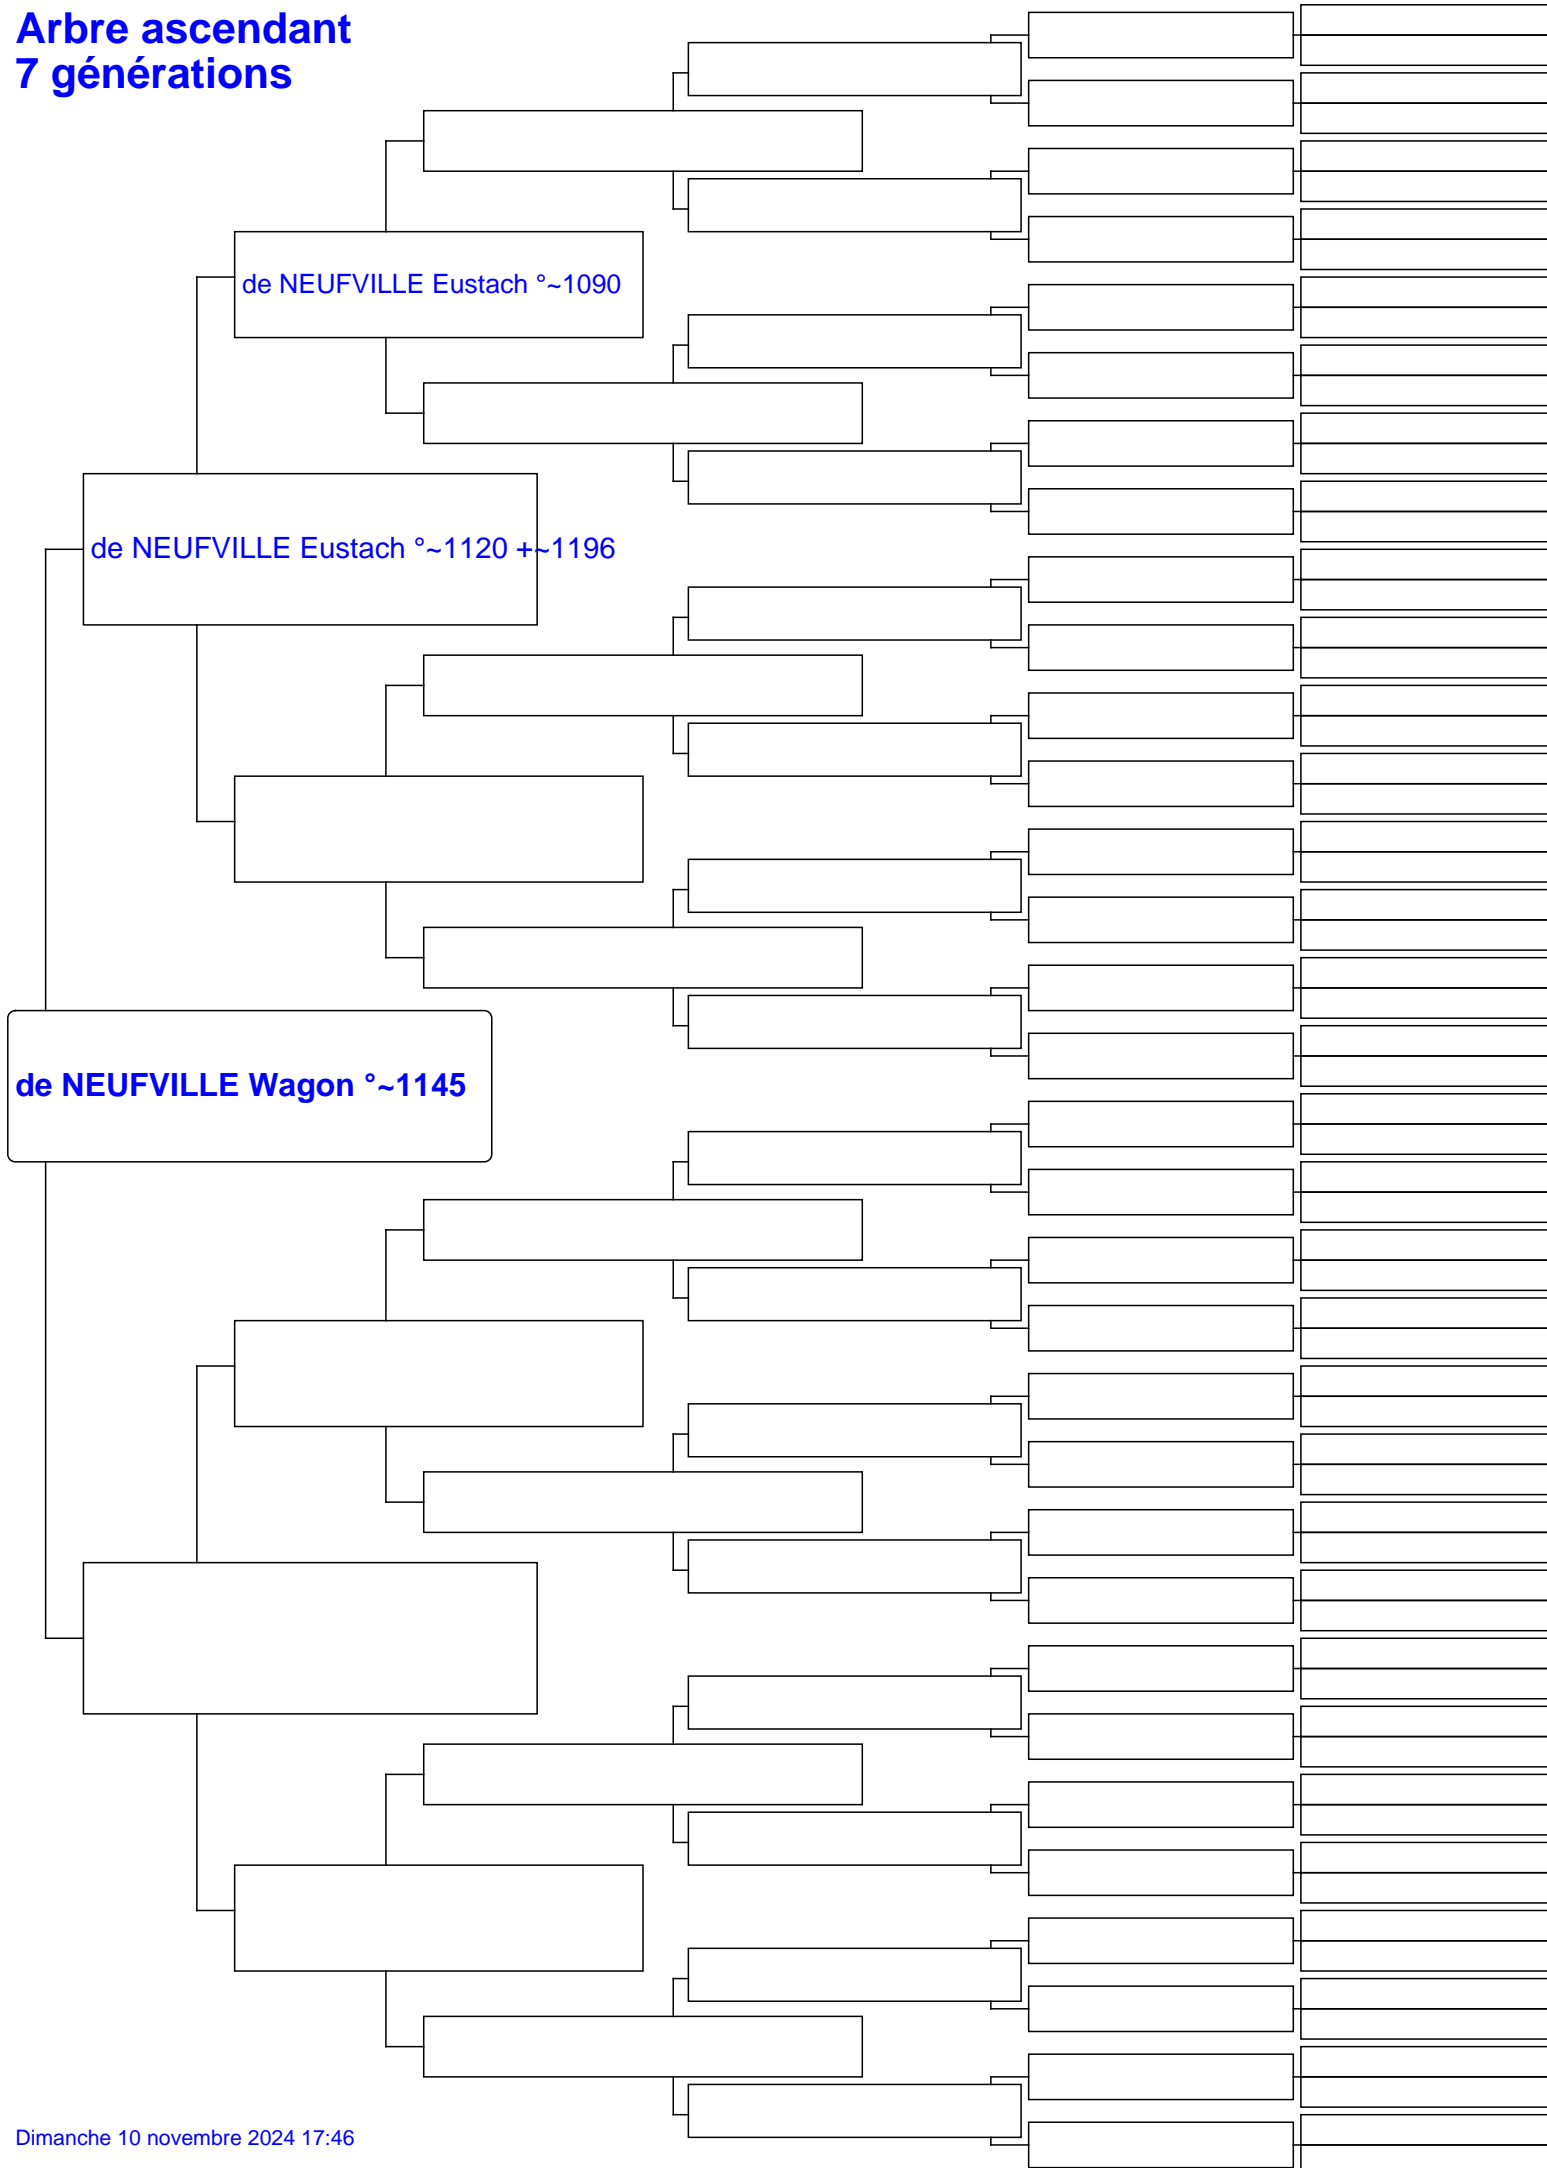 Arbre ascendant
7 générations
de NEUFVILLE Eustach °~1090
de NEUFVILLE Eustach °~1120 +~1196
de NEUFVILLE Wagon °~1145
Dimanche 10 novembre 2024 17:46